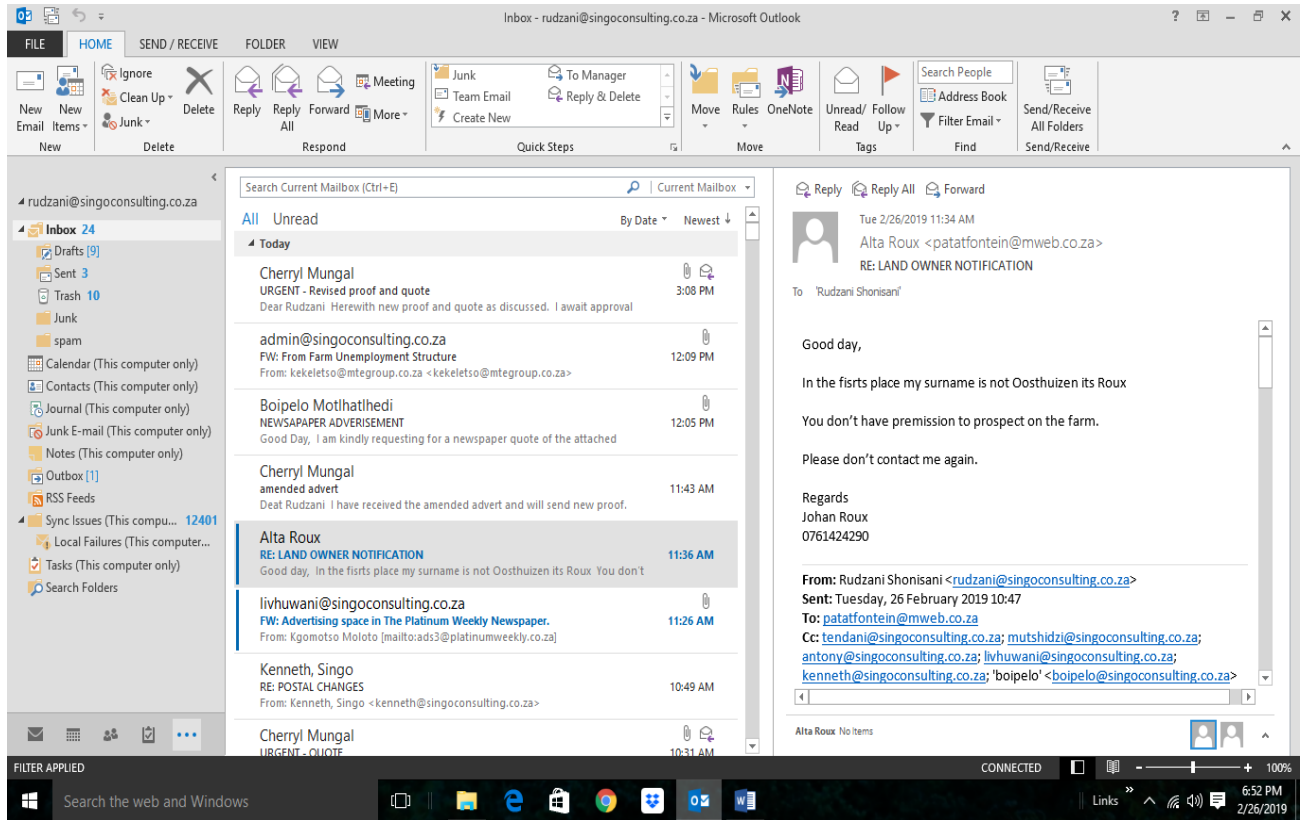 Inbox - rudzani@singoconsulting.co.za - Microsoft Outlook
FILE HOME SEND / RECEIVE FOLDER VIEW
New Email
New Items
New
Ignore
Clean Up
Junk
Delete
Delete
Reply
Reply All
Forward
Meeting
More
Respond
Junk
Team Email
Create New
To Manager
Reply & Delete
Quick Steps
Move
Rules
OneNote
Move
Unread/ Read
Follow Up
Tags
Search People
Address Book
Filter Email
Find
Send/Receive All Folders
Send/Receive
rudzani@singoconsulting.co.za
Inbox 24
Drafts [9]
Sent 3
Trash 10
Junk
spam
Calendar (This computer only)
Contacts (This computer only)
Journal (This computer only)
Junk E-mail (This computer only)
Notes (This computer only)
Outbox [1]
RSS Feeds
Sync Issues (This compu... 12401
Local Failures (This computer...
Tasks (This computer only)
Search Folders
Search Current Mailbox (Ctrl+E) Current Mailbox
All Unread By Date Newest
Today
Cherryl Mungal
URGENT - Revised proof and quote 3:08 PM
Dear Rudzani Herewith new proof and quote as discussed. I await approval
admin@singoconsulting.co.za
FW: From Farm Unemployment Structure 12:09 PM
From: kekeletso@mtegroup.co.za <kekeletso@mtegroup.co.za>
Boipelo Motlhatlhedi
NEWSAPAPER ADVERISEMENT 12:05 PM
Good Day, I am kindly requesting for a newspaper quote of the attached
Cherryl Mungal
amended advert 11:43 AM
Deat Rudzani I have received the amended advert and will send new proof.
Alta Roux
RE: LAND OWNER NOTIFICATION 11:36 AM
Good day, In the fisrts place my surname is not Oosthuizen its Roux You don't
livhuwani@singoconsulting.co.za
FW: Advertising space in The Platinum Weekly Newspaper. 11:26 AM
From: Kgomotso Moloto [mailto:ads3@platinumweekly.co.za]
Kenneth, Singo
RE: POSTAL CHANGES 10:49 AM
From: Kenneth, Singo <kenneth@singoconsulting.co.za>
Cherryl Mungal
URGENT - QUOTE 10:31 AM
Reply Reply All Forward
Tue 2/26/2019 11:34 AM
Alta Roux <patatfontein@mweb.co.za>
RE: LAND OWNER NOTIFICATION
To 'Rudzani Shonisani'
Good day,
In the fisrts place my surname is not Oosthuizen its Roux
You don't have premission to prospect on the farm.
Please don't contact me again.
Regards
Johan Roux
0761424290
From: Rudzani Shonisani <rudzani@singoconsulting.co.za>
Sent: Tuesday, 26 February 2019 10:47
To: patatfontein@mweb.co.za
Cc: tendani@singoconsulting.co.za; mutshidzi@singoconsulting.co.za;
antony@singoconsulting.co.za; livhuwani@singoconsulting.co.za;
kenneth@singoconsulting.co.za; 'boipelo' <boipelo@singoconsulting.co.za>
Alta Roux No Items
FILTER APPLIED CONNECTED 100%
Search the web and Windows
Links
6:52 PM
2/26/2019